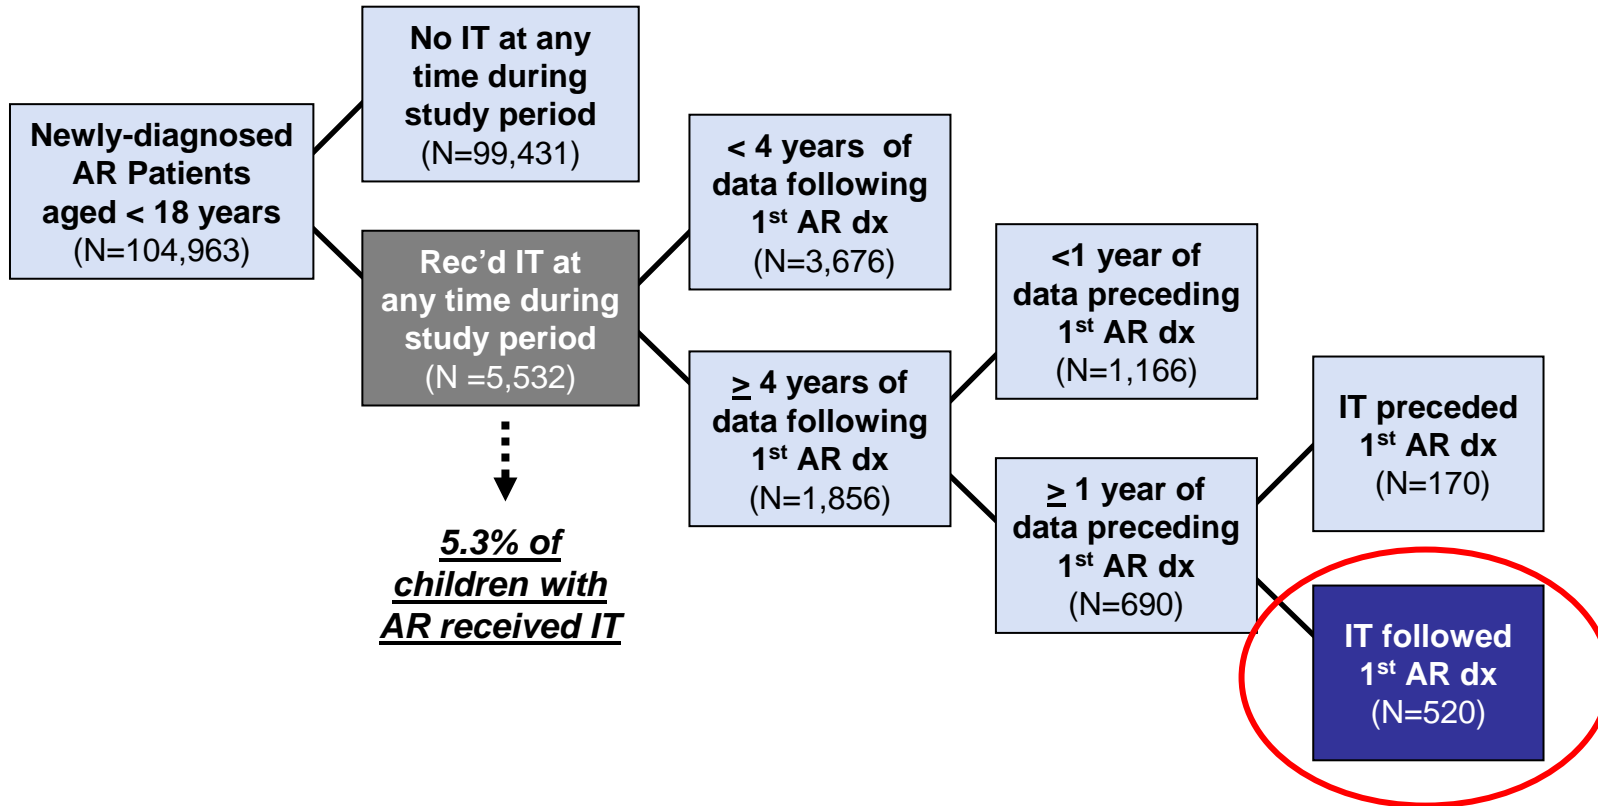 Newly-diagnosed
AR Patients
aged < 18 years
(N=104,963)
No IT at any
time during
study period
(N=99,431)
Rec'd IT at
any time during
study period
(N =5,532)
5.3% of
children with
AR received IT
< 4 years of
data following
1st AR dx
(N=3,676)
≥ 4 years of
data following
1st AR dx
(N=1,856)
<1 year of
data preceding
1st AR dx
(N=1,166)
≥ 1 year of
data preceding
1st AR dx
(N=690)
IT preceded
1st AR dx
(N=170)
IT followed
1st AR dx
(N=520)